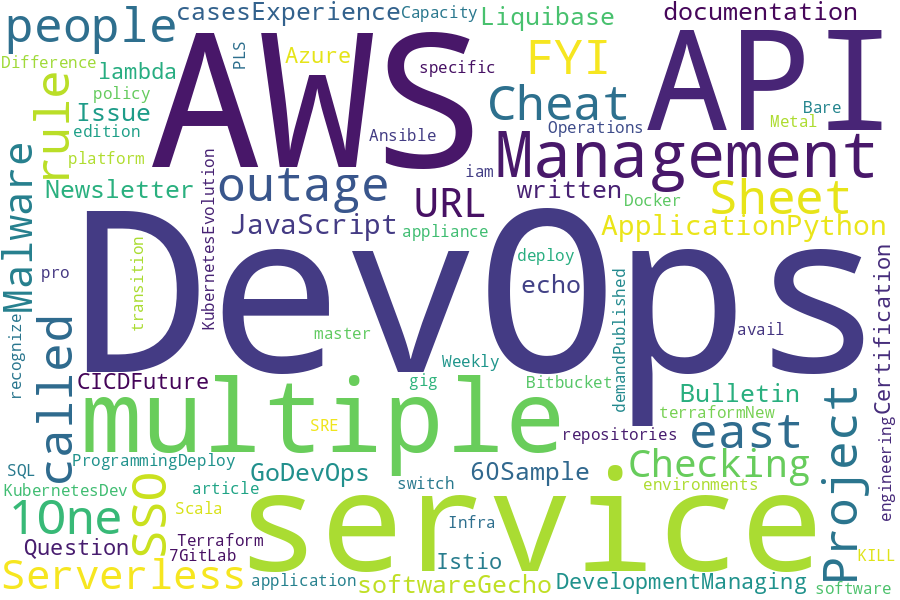 people
casesExperience
Capacity
Liquibase
documentation
Difference
lambda
PLS
Azure
specific
FYI
AWS
API
policy
rule
Issue
edition
platform
Cheat
Bare
Metal
Ansible
Operations
Management
iam
Malware
Newsletter
KubernetesEvolution
outage
URL
written
Docker
Sheet
JavaScript
appliance
ApplicationPython
DevOps
transition
pro
deploy
echo
demandPublished
Certification
recognize
called
master
avail
Weekly
CICDFuture
gig
Bitbucket
Bulletin
multiple
SRE
terraformNew
repositories
east
Project
engineering
SQL
ProgrammingDeploy
GoDevOps
60Sample
Checking
KubernetesDev
sso
article
switch
environments
service
10ne
Scala
Infra
Question
Terraform
7GitLab
Istio
KILL
Serverless
application
softwareGecho
DevelopmentManaging
software